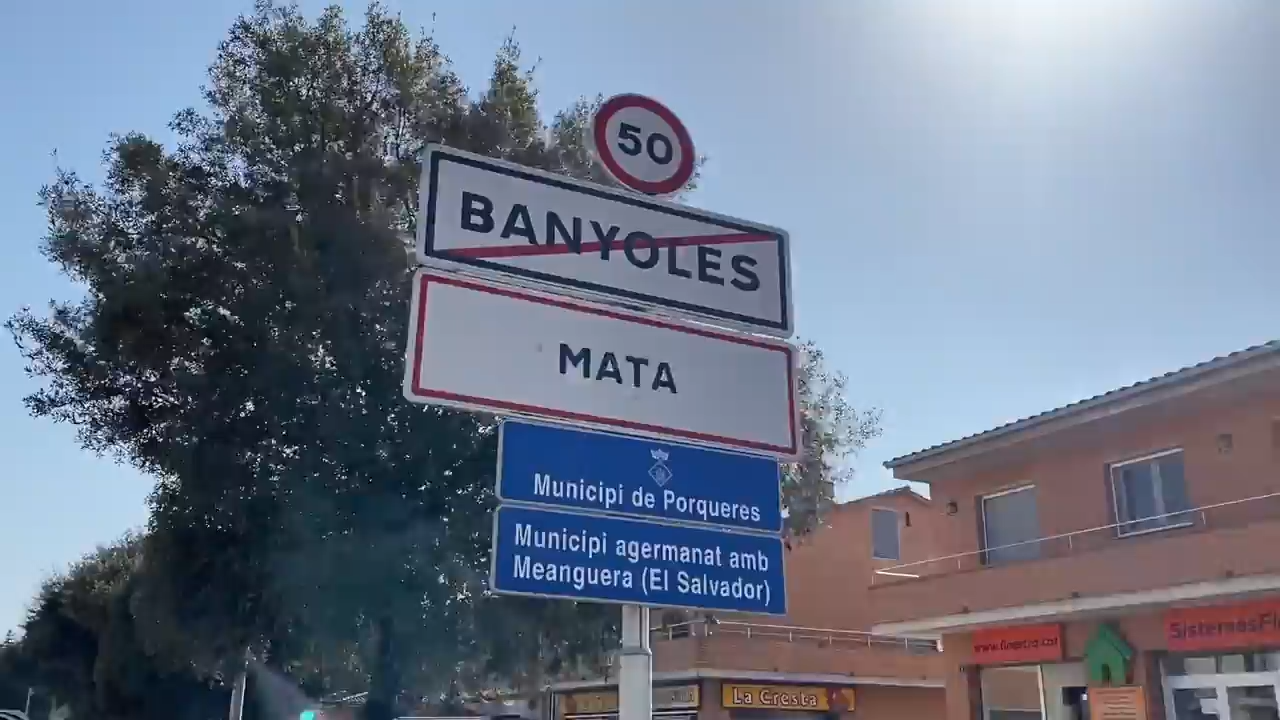 50
BANYOLES
MATA
Municipi de Porqueres
Municipi agermanat amb
Meanguera (El Salvador)
La Cresta